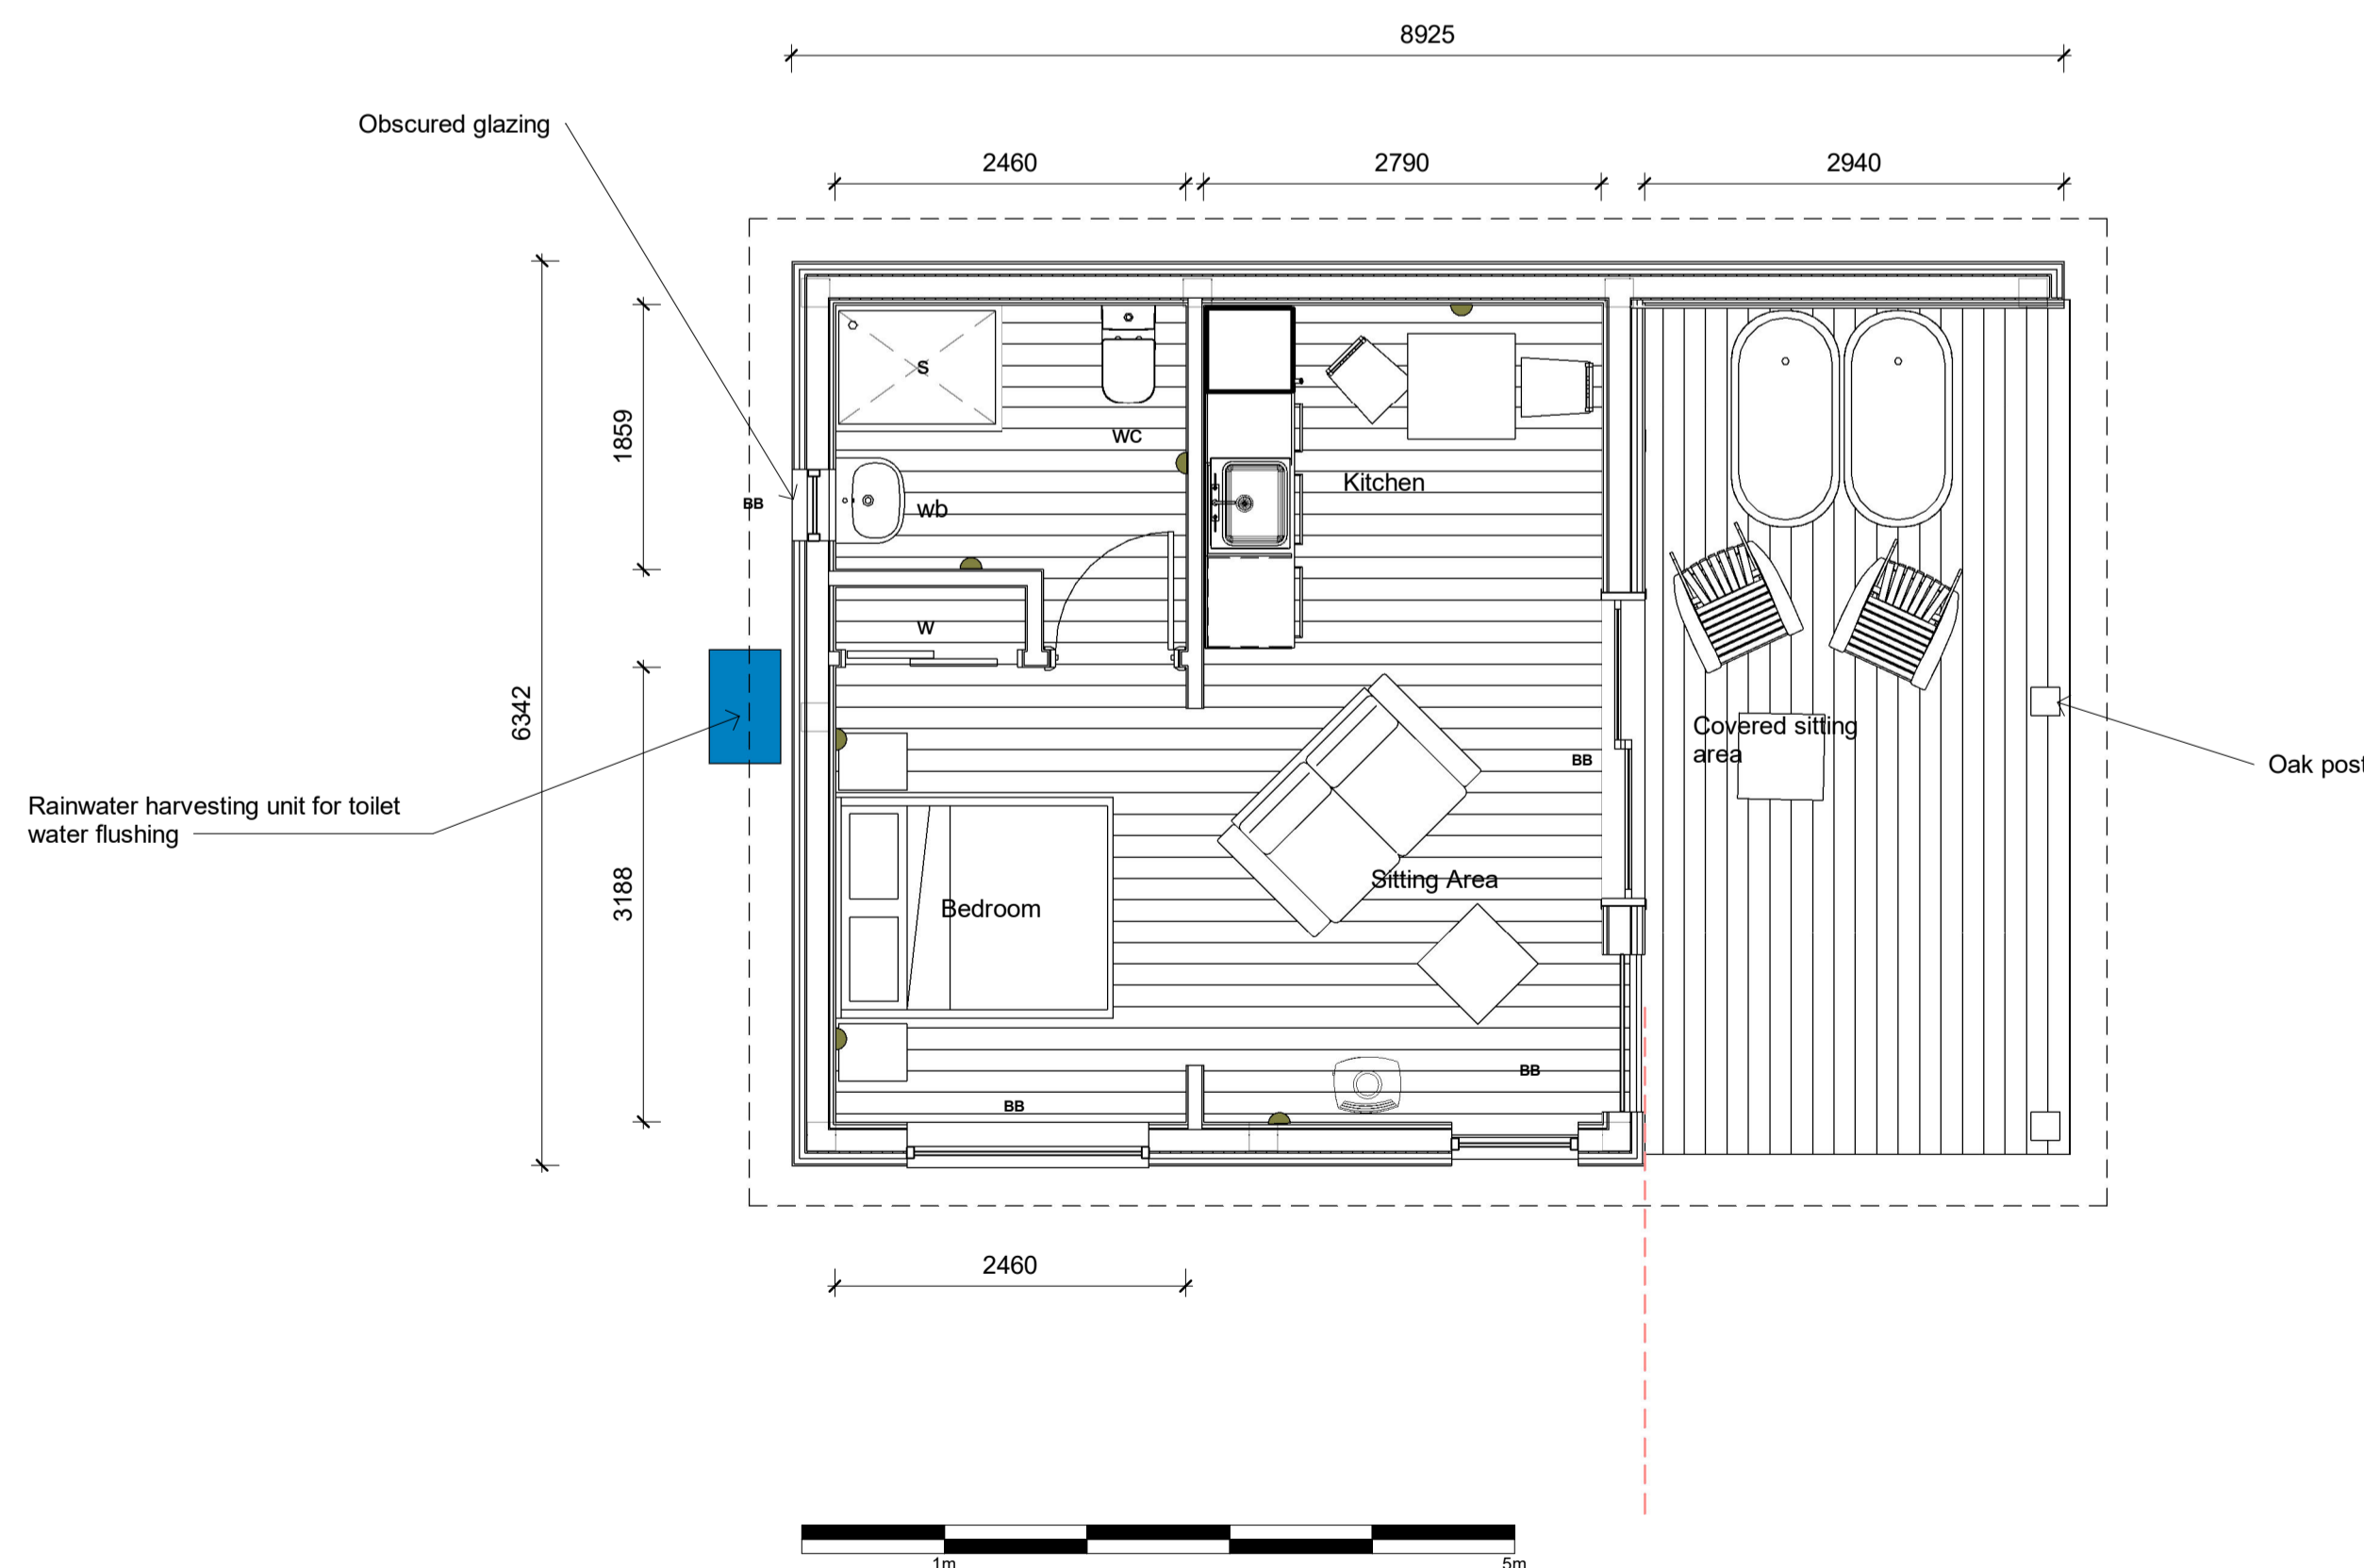 8925
Obscured glazing
2460
2790
2940
1859
S
wc
Kitchen
BB
wb
w
6342
Covered sitting
area
BB
Oak post
Rainwater harvesting unit for toilet
water flushing
3188
Sitting Area
Bedroom
BB
BB
2460
1m
5m